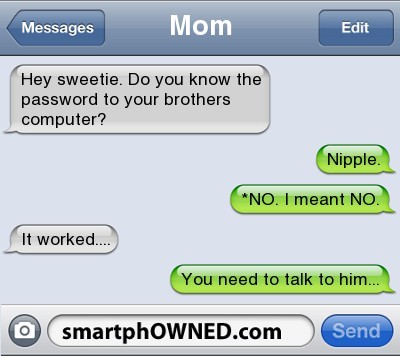 Messages
Mom
Edit
Hey sweetie. Do you know the
password to your brothers
computer?
Nipple.
*NO. I meant NO.
It worked....
You need to talk to him...
smartphOWNED.com
Send